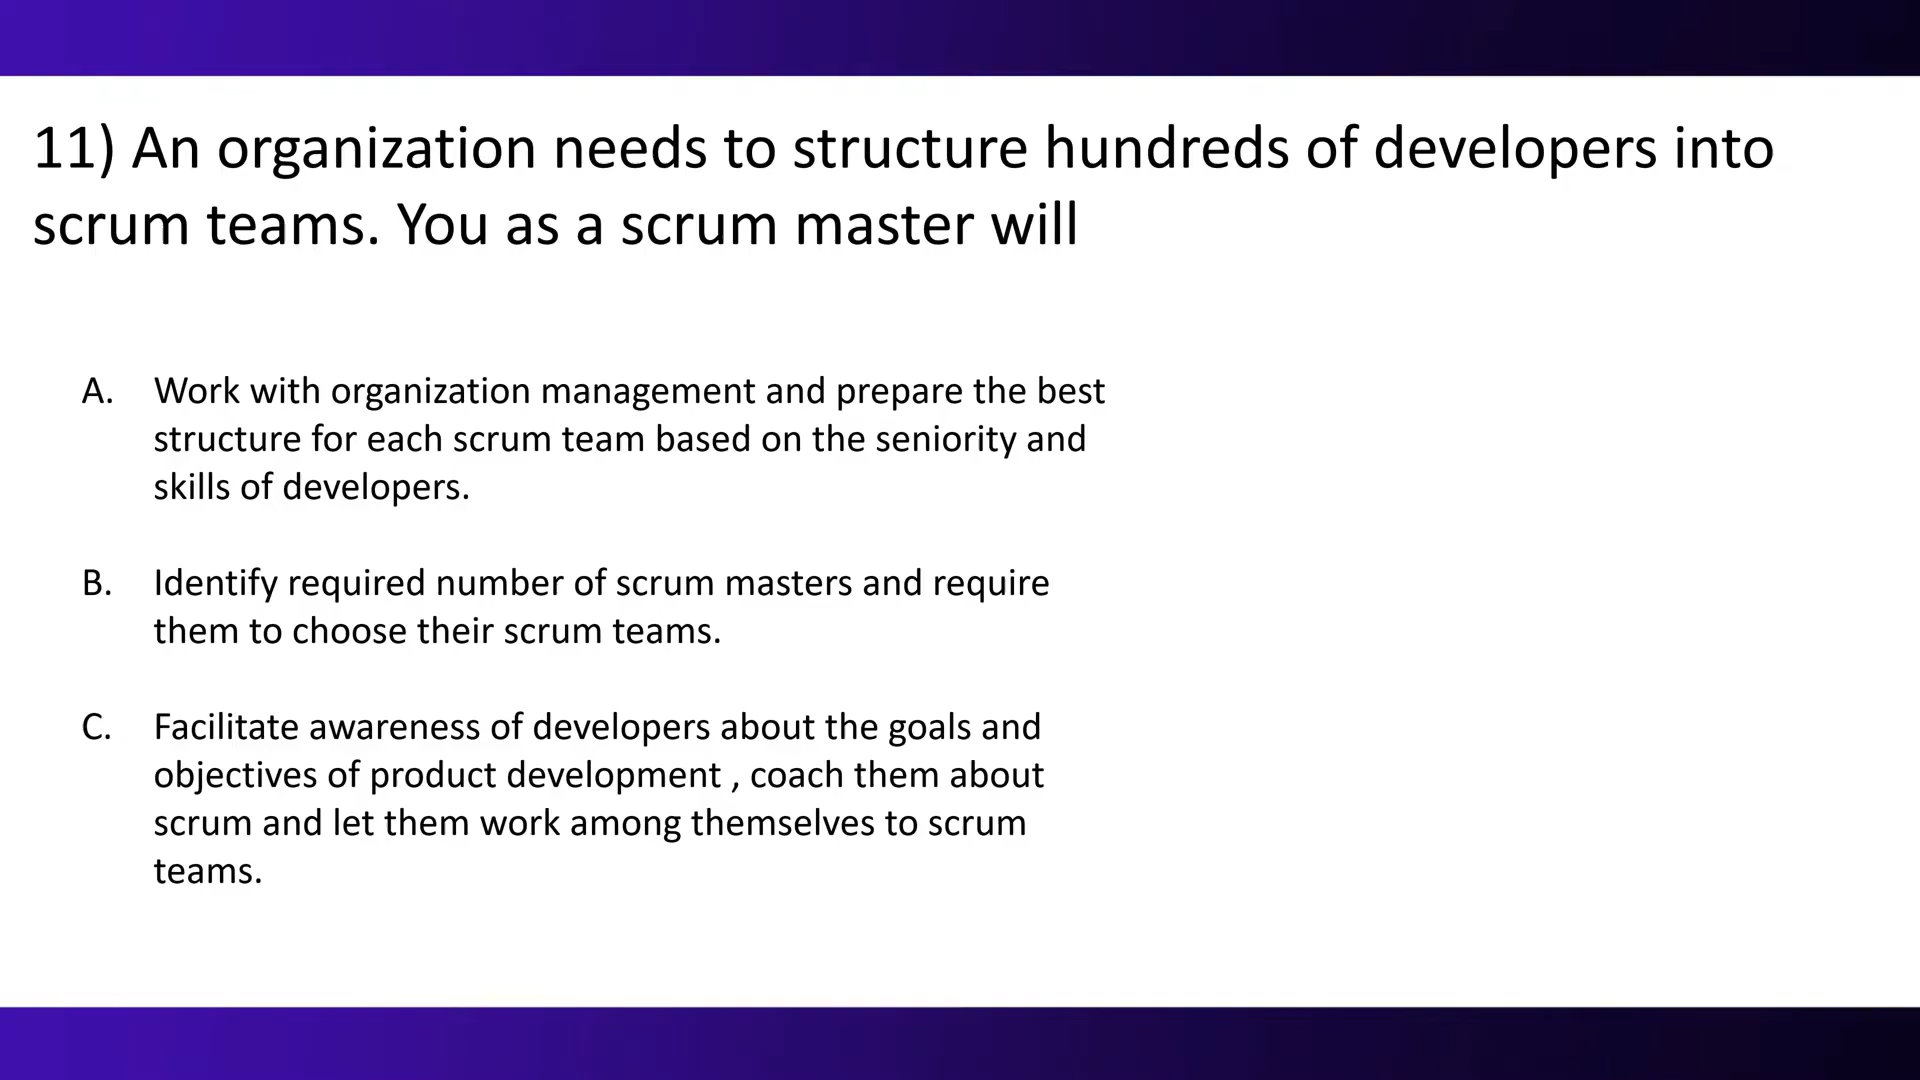 11) An organization needs to structure hundreds of developers into
scrum teams. You as a scrum master will
A. Work with organization management and prepare the best
structure for each scrum team based on the seniority and
skills of developers.
B. Identify required number of scrum masters and require
them to choose their scrum teams.
C. Facilitate awareness of developers about the goals and
objectives of product development , coach them about
scrum and let them work among themselves to scrum
teams.